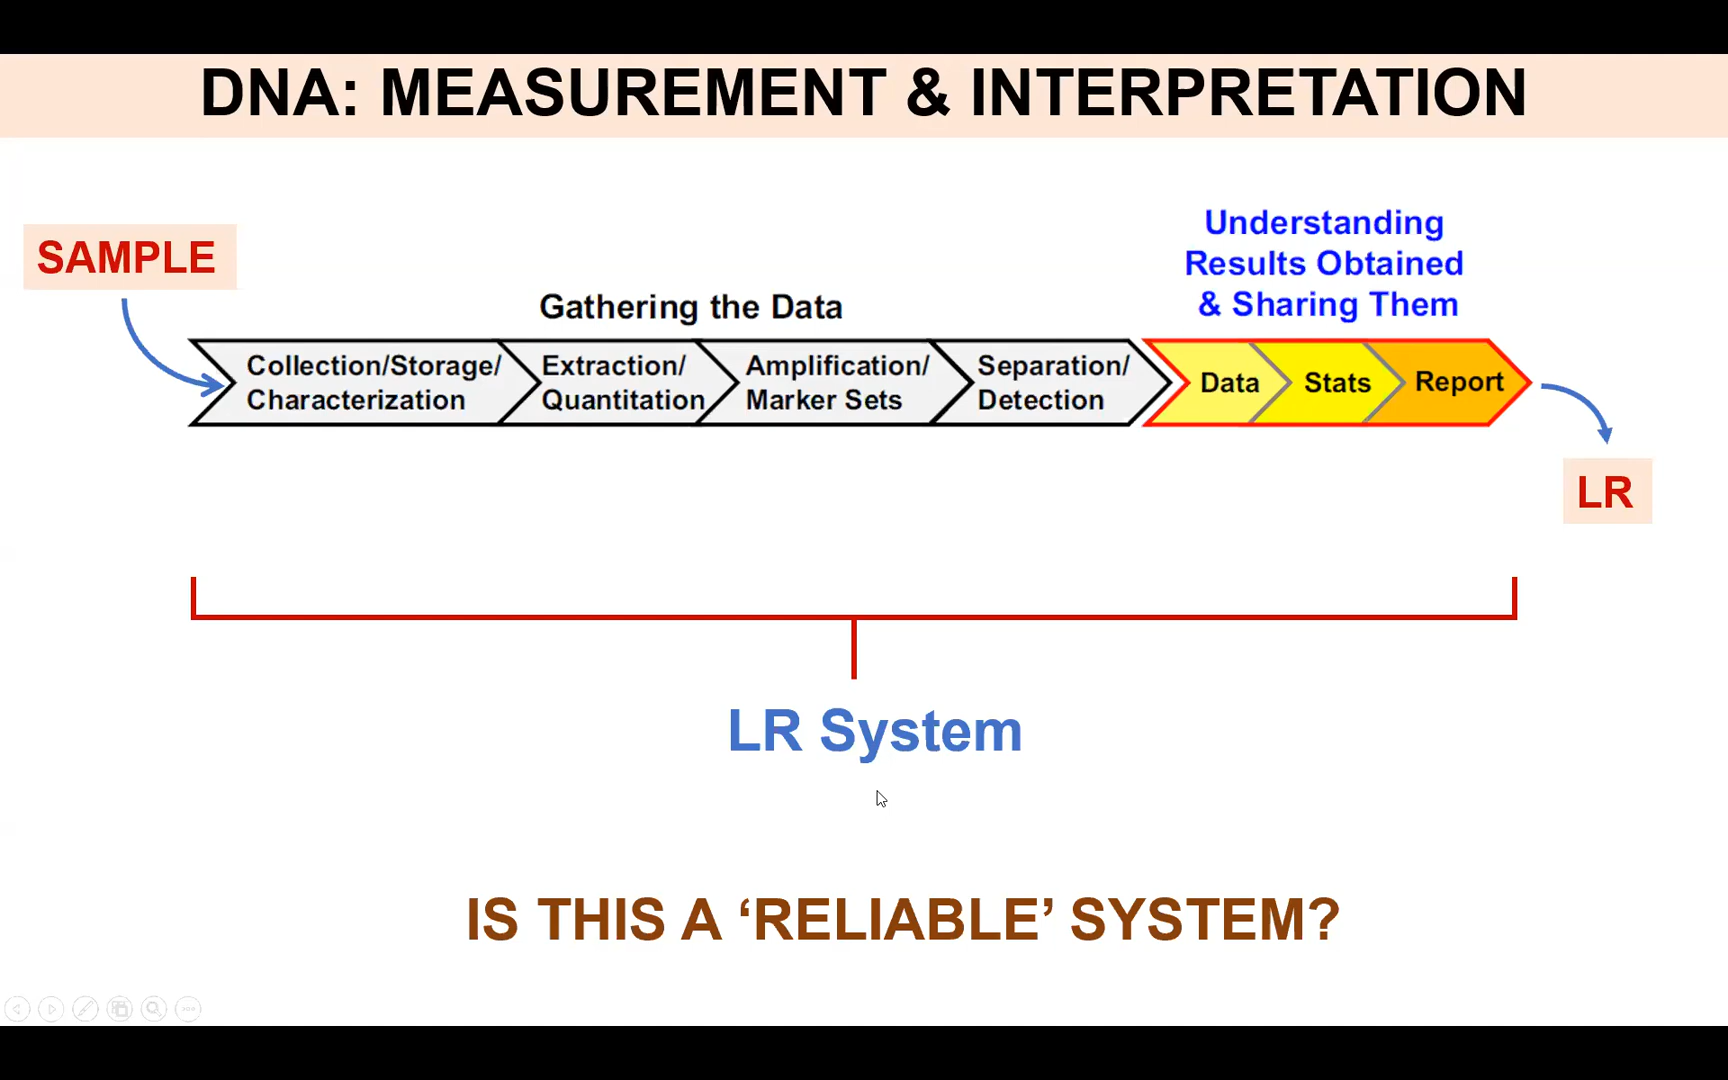 DNA: MEASUREMENT & INTERPRETATION
SAMPLE
Understanding
Results Obtained
& Sharing Them
Gathering the Data
Collection/Storage/
Characterization
Extraction/
Quantitation
Amplification/
Marker Sets
Separation/
Detection
Data
Stats
Report
LR
LR System
IS THIS A ‘RELIABLE’ SYSTEM?